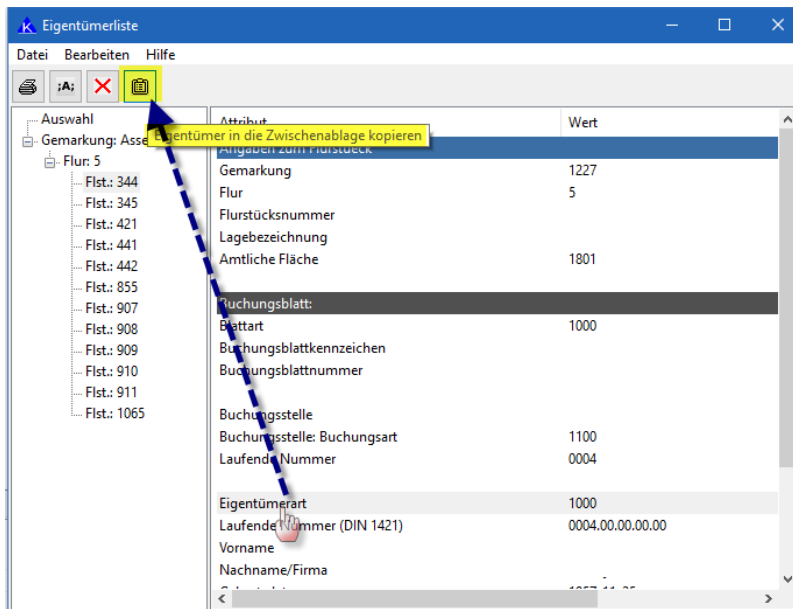 Eigentümerliste
Datei Bearbeiten Hilfe
;A;
Eigentümer in die Zwischenablage kopieren
Auswahl
Gemarkung: Asse
Flur: 5
Flst.: 344
Flst.: 345
Flst.: 421
Flst.: 441
Flst.: 442
Flst.: 855
Flst.: 907
Flst.: 908
Flst.: 909
Flst.: 910
Flst.: 911
Flst.: 1065
Attribut Wert
Angaben zum Flurstueck
Gemarkung 1227
Flur 5
Flurstücksnummer
Lagebezeichnung
Amtliche Fläche 1801
Buchungsblatt:
Blattart 1000
Buchungsblattkennzeichen
Buchungsblattnummer
Buchungsstelle
Buchungsstelle: Buchungsart 1100
Laufende Nummer 0004
Eigentümerart 1000
Laufende Nummer (DIN 1421) 0004.00.00.00.00
Vorname
Nachname/Firma